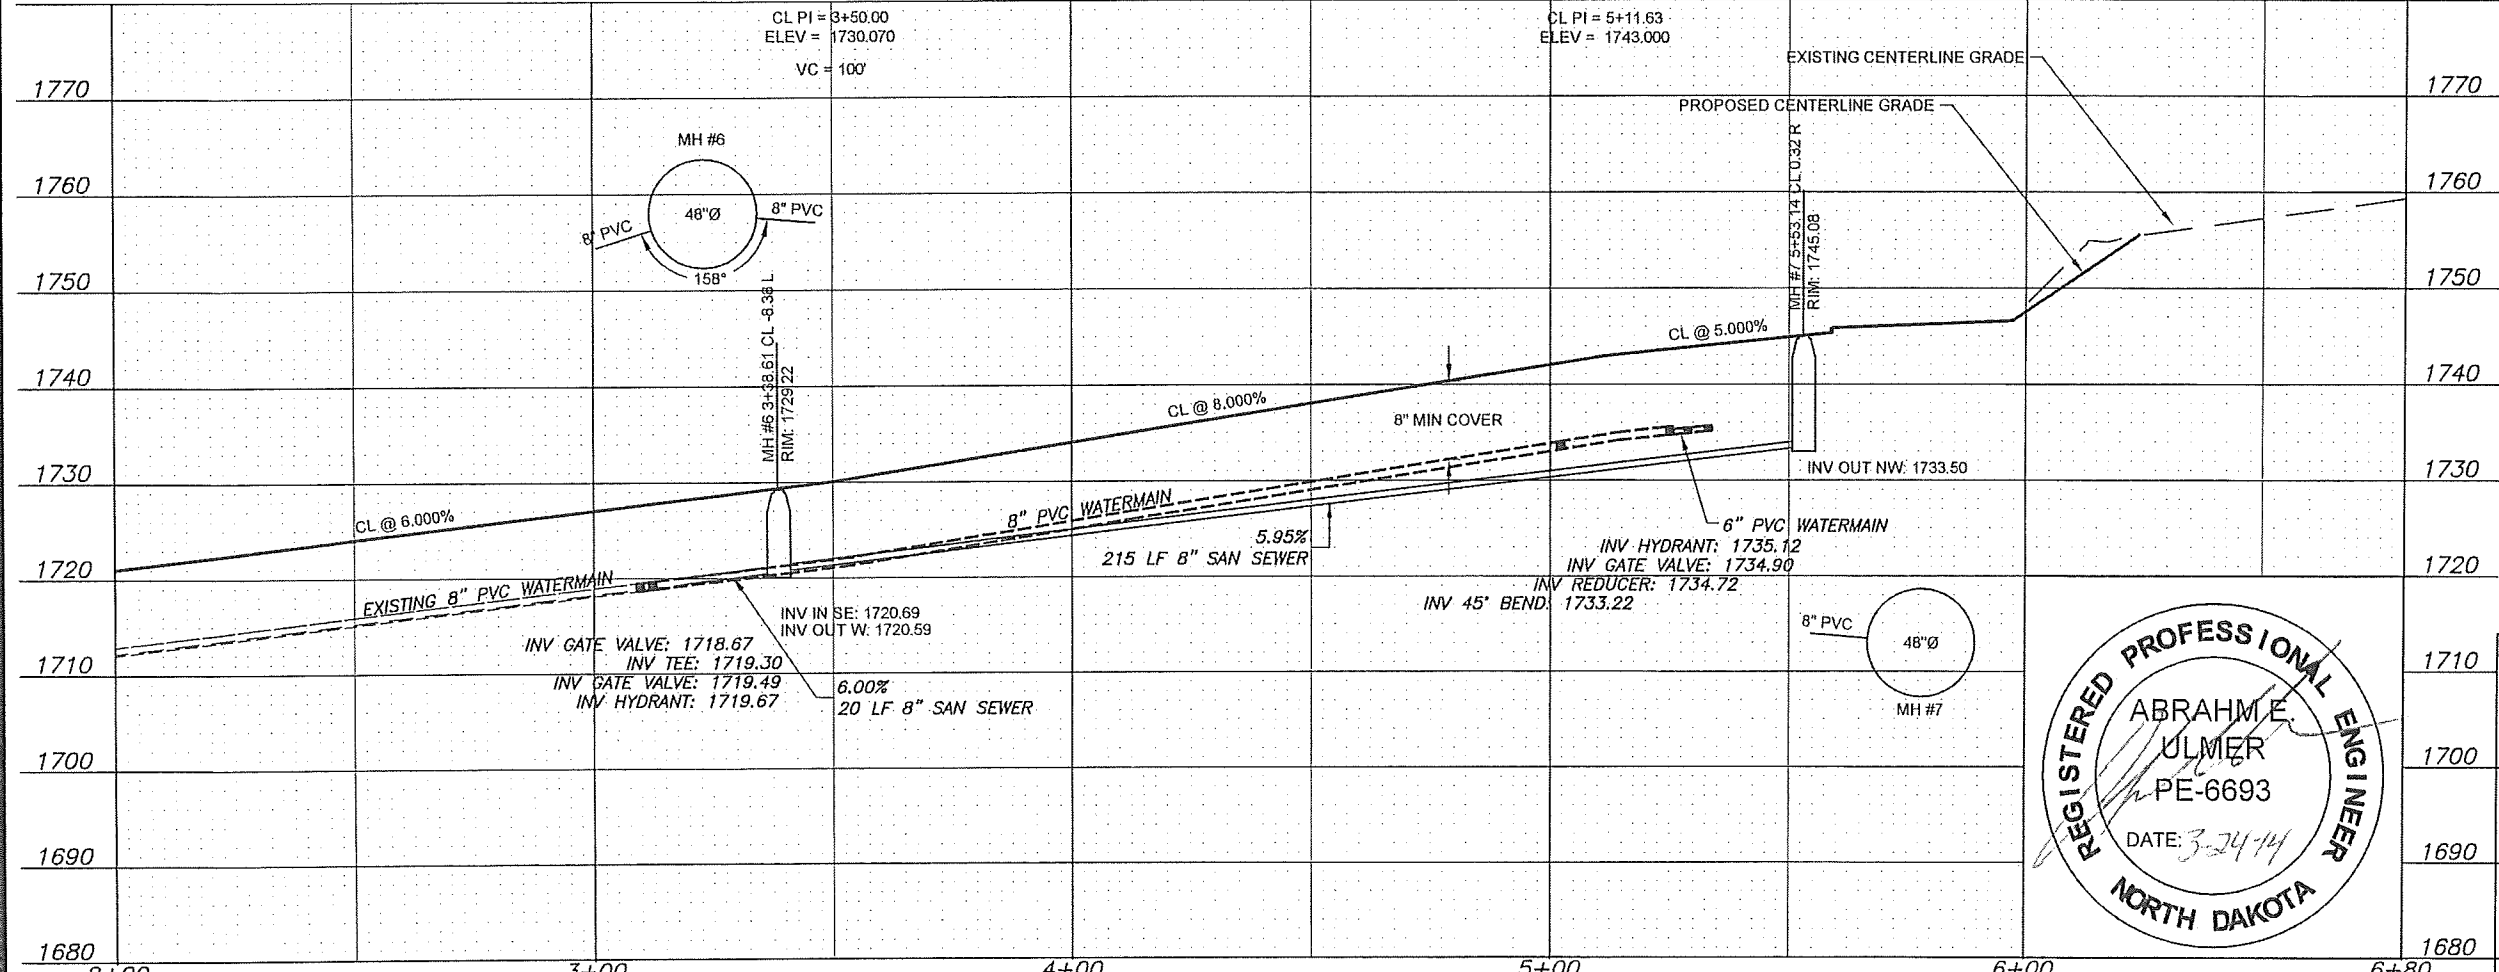 CL PI = 3+50.00
ELEV = 1730.070
VC = 100'
CL PI = 5+11.63
ELEV = 1743.000
EXISTING CENTERLINE GRADE
PROPOSED CENTERLINE GRADE
1770
1770
1760
1760
1750
1750
1740
1740
1730
1730
1720
1720
1710
1710
1700
1700
1690
1690
1680
1680
MH #6
48"Ø
8" PVC
8" PVC
158°
MH #6 3+38.61 CL -8.36 L
RIM: 1729.22
MH #7 5+53.14 CL 0.32 R
RIM: 1745.08
CL @ 6.000%
CL @ 8.000%
CL @ 5.000%
8" MIN COVER
8" PVC WATERMAIN
EXISTING 8" PVC WATERMAIN
INV OUT NW: 1733.50
5.95%
215 LF 8" SAN SEWER
6" PVC WATERMAIN
INV HYDRANT: 1735.12
INV GATE VALVE: 1734.90
INV REDUCER: 1734.72
INV 45° BEND: 1733.22
INV IN SE: 1720.69
INV OUT W: 1720.59
INV GATE VALVE: 1718.67
INV TEE: 1719.30
INV GATE VALVE: 1719.49
INV HYDRANT: 1719.67
6.00%
20 LF 8" SAN SEWER
8" PVC
48"Ø
MH #7
REGISTERED PROFESSIONAL ENGINEER
ABRAHM E.
ULMER
PE-6693
DATE: 3-24-14
NORTH DAKOTA
2+00
3+00
4+00
5+00
6+00
6+80